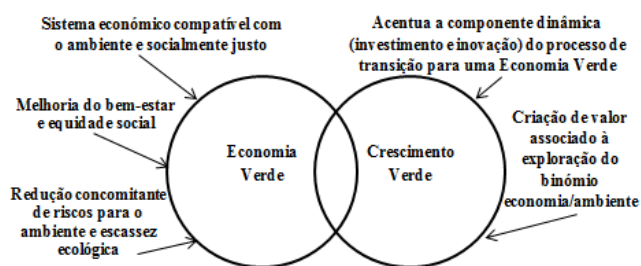 Sistema económico compatível com
o ambiente e socialmente justo
Melhoria do bem-estar
e equidade social
Redução concomitante
de riscos para o
ambiente e escassez
ecológica
Economia
Verde
Crescimento
Verde
Acentua a componente dinâmica
(investimento e inovação) do processo de
transição para uma Economia Verde
Criação de valor
associado à
exploração do
binómio
economia/ambiente